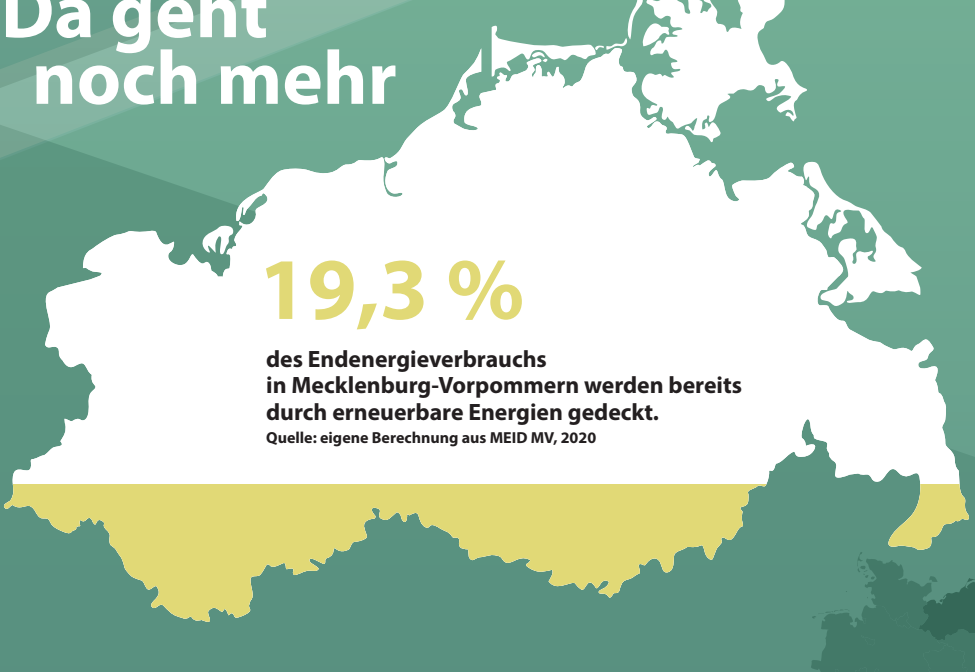 Da geht
noch mehr
19,3 %
des Endenergieverbrauchs
in Mecklenburg-Vorpommern werden bereits
durch erneuerbare Energien gedeckt.
Quelle: eigene Berechnung aus MEID MV, 2020